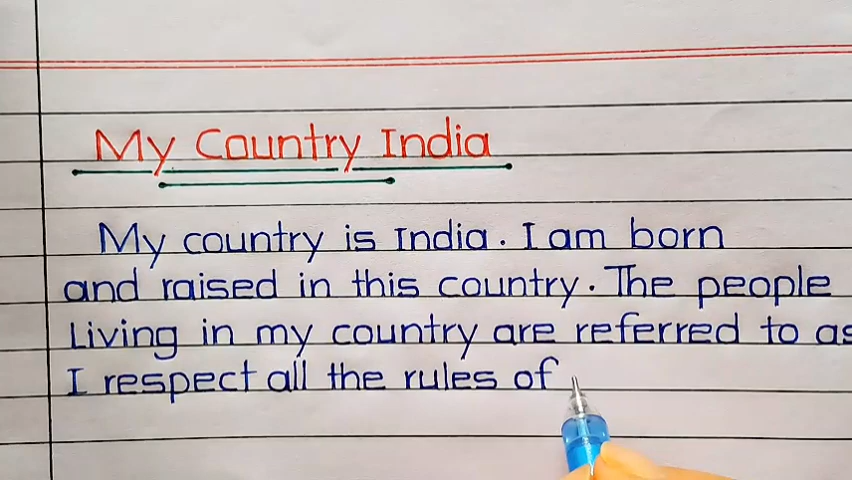 My Country India
My country is India. I am born
and raised in this country. The people
Living in my country are referred to as
I respect all the rules of